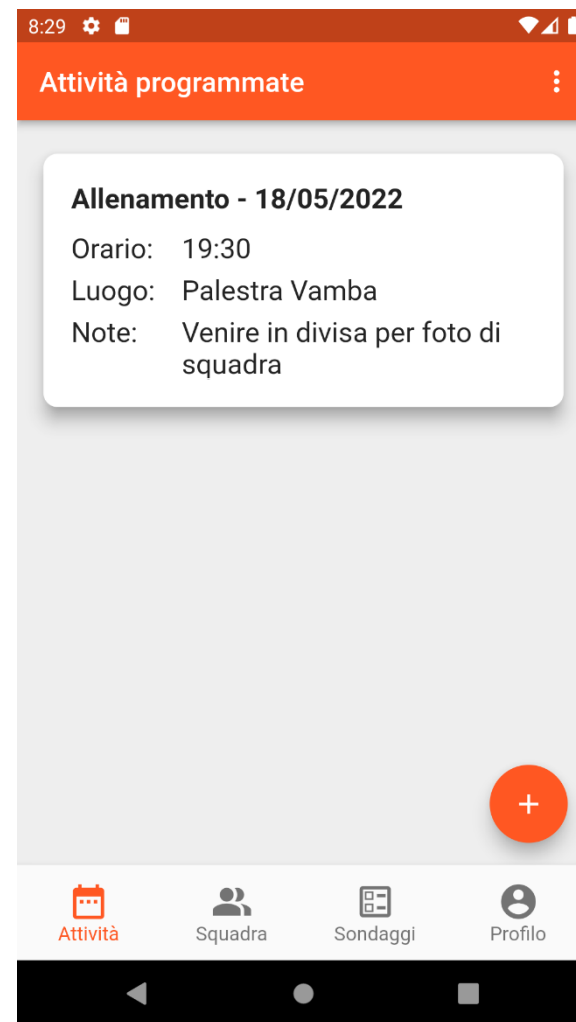 8:29
Attività programmate
Allenamento - 18/05/2022
Orario: 19:30
Luogo: Palestra Vamba
Note: Venire in divisa per foto di
squadra
Attività Squadra Sondaggi Profilo